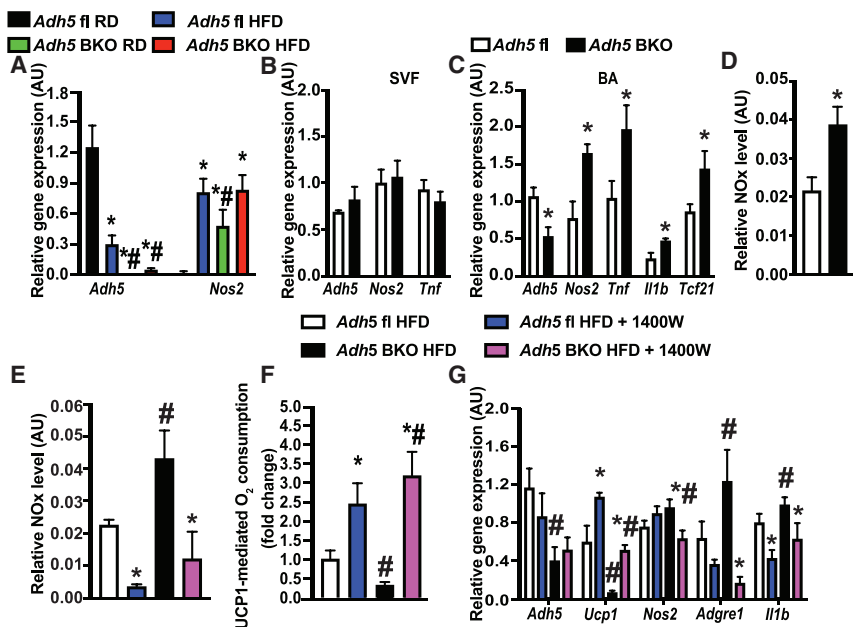 Adh5 fl RD Adh5 fl HFD
Adh5 BKO RD Adh5 BKO HFD
Adh5 fl Adh5 BKO
A
Relative gene expression (AU)
1.8
1.5
1.2
0.9
0.6
0.3
0.0
* *# *# * *# *
Adh5 Nos2
B
SVF
Relative gene expression (AU)
2.0
1.5
1.0
0.5
0.0
Adh5 Nos2 Tnf
C
BA
Relative gene expression (AU)
2.5
2.0
1.5
1.0
0.5
0.0
* * * * *
Adh5 Nos2 Tnf Il1b Tcf21
D
Relative NOx level (AU)
0.05
0.04
0.03
0.02
0.01
0.00
*
Adh5 fl HFD Adh5 fl HFD + 1400W
Adh5 BKO HFD Adh5 BKO HFD + 1400W
E
Relative NOx level (AU)
0.06
0.05
0.04
0.03
0.02
0.01
0.00
* # *
F
UCP1-mediated O2 consumption
(fold change)
5.0
4.5
4.0
3.5
3.0
2.5
2.0
1.5
1.0
0.5
0.0
* # *#
G
Relative gene expression (AU)
2.0
1.6
1.2
0.8
0.4
0.0
# * # *# *# # * * # *
Adh5 Ucp1 Nos2 Adgre1 Il1b